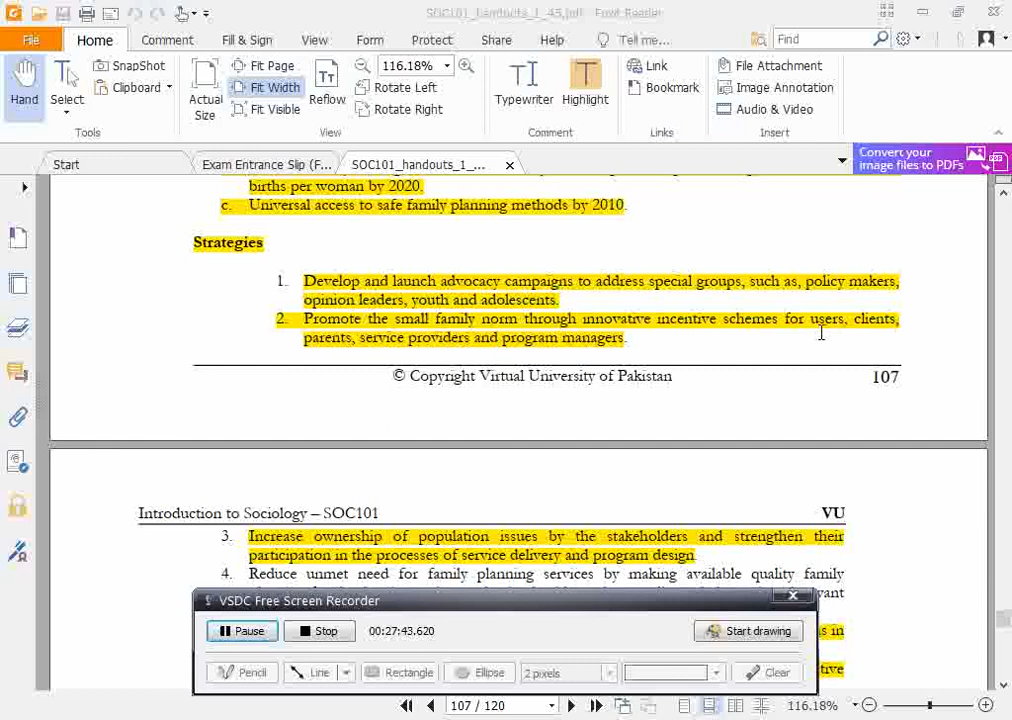 SOC101_handouts_1_45.pdf - Foxit Reader
File
Home
Comment
Fill & Sign
View
Form
Protect
Share
Help
Tell me...
Find
Hand
Select
SnapShot
Clipboard
Tools
Actual Size
Fit Page
Fit Width
Fit Visible
Reflow
116.18%
Rotate Left
Rotate Right
View
Typewriter
Highlight
Comment
Link
Bookmark
Links
File Attachment
Image Annotation
Audio & Video
Insert
Start
Exam Entrance Slip (F...
SOC101_handouts_1_...
Convert your
image files to PDFs
births per woman by 2020.
c. Universal access to safe family planning methods by 2010.
Strategies
1. Develop and launch advocacy campaigns to address special groups, such as, policy makers,
opinion leaders, youth and adolescents.
2. Promote the small family norm through innovative incentive schemes for users, clients,
parents, service providers and program managers.
© Copyright Virtual University of Pakistan
107
Introduction to Sociology – SOC101
VU
3. Increase ownership of population issues by the stakeholders and strengthen their
participation in the processes of service delivery and program design.
4. Reduce unmet need for family planning services by making available quality family
VSDC Free Screen Recorder
Pause
Stop
00:27:43.620
Start drawing
Pencil
Line
Rectangle
Ellipse
2 pixels
Clear
107 / 120
116.18%